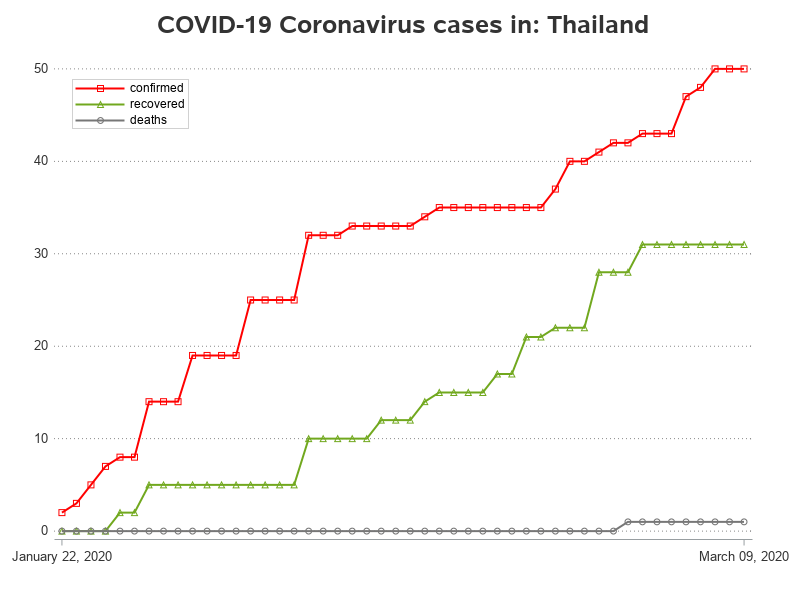 COVID-19 Coronavirus cases in: Thailand
50
confirmed
recovered
deaths
40
30
20
10
0
January 22, 2020
March 09, 2020